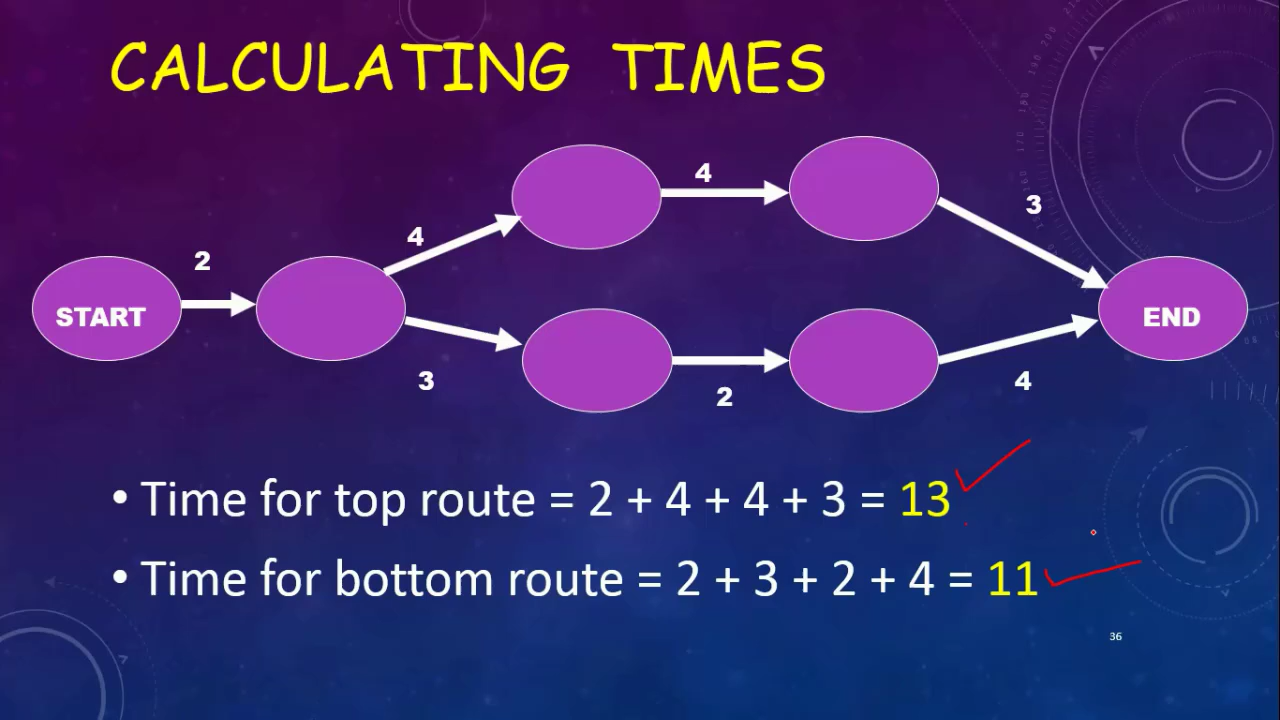 CALCULATING TIMES
4
3
4
2
START
END
3
2
4
• Time for top route = 2 + 4 + 4 + 3 = 13
• Time for bottom route = 2 + 3 + 2 + 4 = 11
36